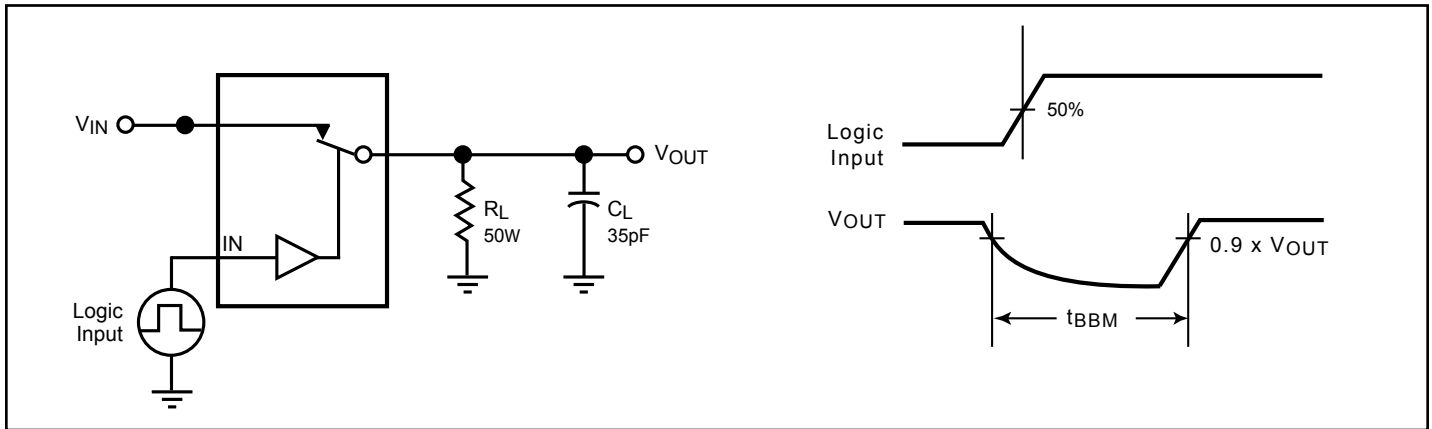 VIN
IN
Logic
Input
RL
50W
CL
35pF
VOUT
Logic
Input
50%
VOUT
0.9 x VOUT
tBBM